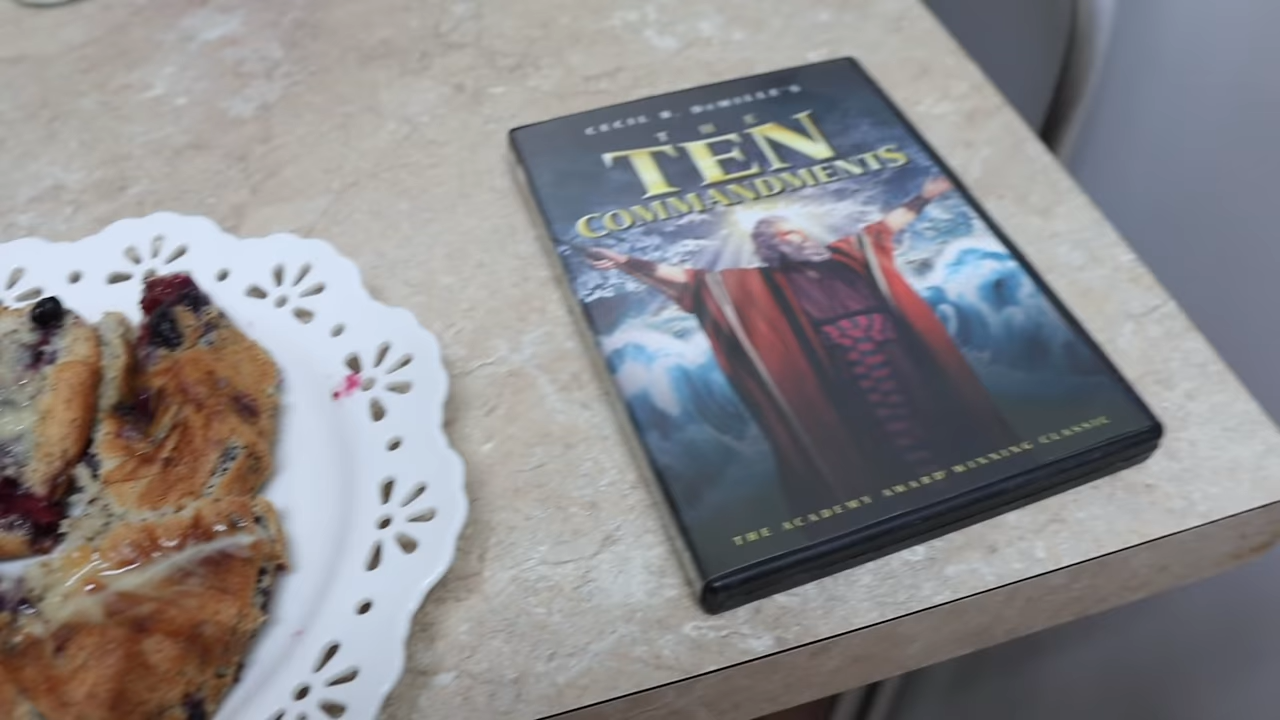 CECIL B. DeMILLE'S
THE
TEN
COMMANDMENTS
THE ACADEMY AWARD WINNING CLASSIC